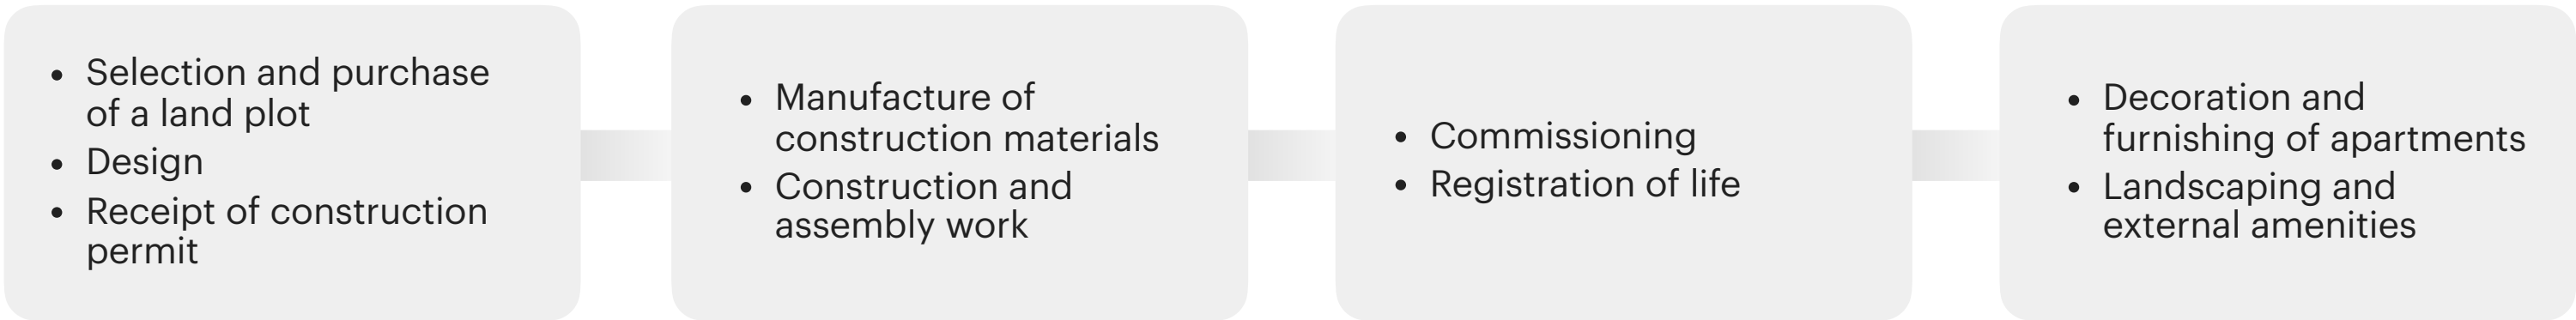 • Selection and purchase
of a land plot
• Design
• Receipt of construction
permit
• Manufacture of
construction materials
• Construction and
assembly work
• Commissioning
• Registration of life
• Decoration and
furnishing of apartments
• Landscaping and
external amenities